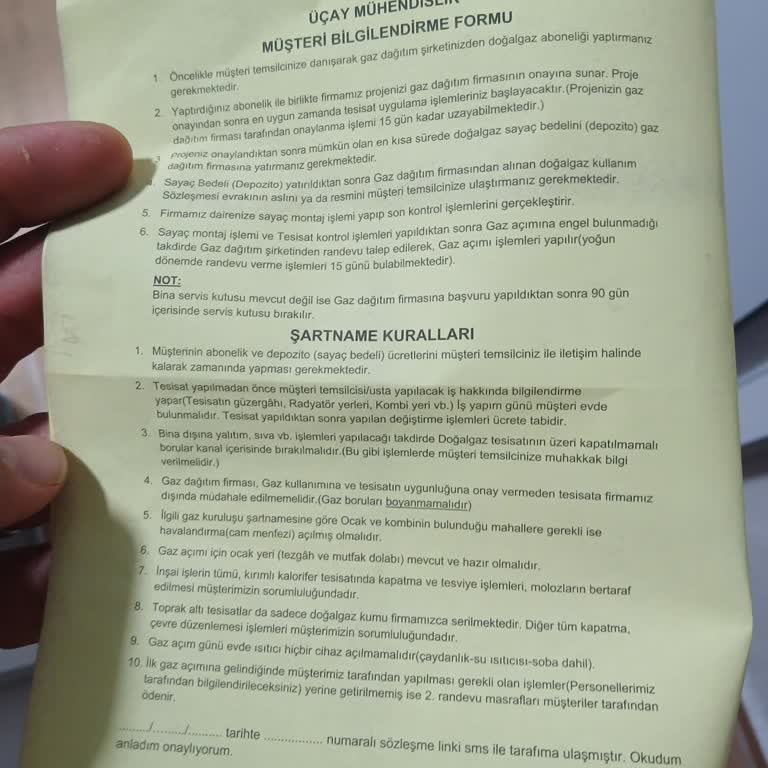 ÜÇAY MÜHENDİSLİK
MÜŞTERİ BİLGİLENDİRME FORMU
1. Öncelikle müşteri temsilcinize danışarak gaz dağıtım şirketinizden doğalgaz aboneliği yaptırmanız
gerekmektedir.
2. Yaptırdığınız abonelik ile birlikte firmamız projenizi gaz dağıtım firmasının onayına sunar. Proje
onayından sonra en uygun zamanda tesisat uygulama işlemleriniz başlayacaktır.(Projenizin gaz
dağıtım firması tarafından onaylanma işlemi 15 gün kadar uzayabilmektedir.)
3. Projeniz onaylandıktan sonra mümkün olan en kısa sürede doğalgaz sayaç bedelini (depozito) gaz
dağıtım firmasına yatırmanız gerekmektedir.
4. Sayaç Bedeli (Depozito) yatırıldıktan sonra Gaz dağıtım firmasından alınan doğalgaz kullanım
Sözleşmesi evrakının aslını ya da resmini müşteri temsilcinize ulaştırmanız gerekmektedir.
5. Firmamız dairenize sayaç montaj işlemi yapıp son kontrol işlemlerini gerçekleştirir.
6. Sayaç montaj işlemi ve Tesisat kontrol işlemleri yapıldıktan sonra Gaz açımına engel bulunmadığı
takdirde Gaz dağıtım şirketinden randevu talep edilerek, Gaz açımı işlemleri yapılır(yoğun
dönemde randevu verme işlemleri 15 günü bulabilmektedir).
NOT:
Bina servis kutusu mevcut değil ise Gaz dağıtım firmasına başvuru yapıldıktan sonra 90 gün
içerisinde servis kutusu bırakılır.
ŞARTNAME KURALLARI
1. Müşterinin abonelik ve depozito (sayaç bedeli) ücretlerini müşteri temsilciniz ile iletişim halinde
kalarak zamanında yapması gerekmektedir.
2. Tesisat yapılmadan önce müşteri temsilcisi/usta yapılacak iş hakkında bilgilendirme
yapar(Tesisatın güzergâhı, Radyatör yerleri, Kombi yeri vb.) İş yapım günü müşteri evde
bulunmalıdır. Tesisat yapıldıktan sonra yapılan değiştirme işlemleri ücrete tabidir.
3. Bina dışına yalıtım, sıva vb. işlemleri yapılacağı takdirde Doğalgaz tesisatının üzeri kapatılmamalı
borular kanal içerisinde bırakılmalıdır.(Bu gibi işlemlerde müşteri temsilcinize muhakkak bilgi
verilmelidir.)
4. Gaz dağıtım firması, Gaz kullanımına ve tesisatın uygunluğuna onay vermeden tesisata firmamız
dışında müdahale edilmemelidir.(Gaz boruları boyanmamalıdır)
5. İlgili gaz kuruluşu şartnamesine göre Ocak ve kombinin bulunduğu mahallere gerekli ise
havalandırma(cam menfezi) açılmış olmalıdır.
6. Gaz açımı için ocak yeri (tezgâh ve mutfak dolabı) mevcut ve hazır olmalıdır.
7. İnşai işlerin tümü, kırımlı kalorifer tesisatında kapatma ve tesviye işlemleri, molozların bertaraf
edilmesi müşterimizin sorumluluğundadır.
8. Toprak altı tesisatlar da sadece doğalgaz kumu firmamızca serilmektedir. Diğer tüm kapatma,
çevre düzenlemesi işlemleri müşterimizin sorumluluğundadır.
9. Gaz açım günü evde ısıtıcı hiçbir cihaz açılmamalıdır(çaydanlık-su ısıtıcısı-soba dahil).
10. İlk gaz açımına gelindiğinde müşterimiz tarafından yapılması gerekli olan işlemler(Personellerimiz
tarafından bilgilendirileceksiniz) yerine getirilmemiş ise 2. randevu masrafları müşteriler tarafından
ödenir.
......../........./......... tarihte ................ numaralı sözleşme linki sms ile tarafıma ulaşmıştır. Okudum
anladım onaylıyorum.